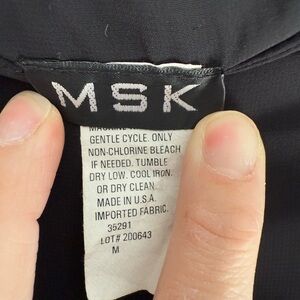 MSK
MACHINE
GENTLE CYCLE. ONLY
NON-CHLORINE BLEACH
IF NEEDED. TUMBLE
DRY LOW. COOL IRON.
OR DRY CLEAN.
MADE IN U.S.A.
IMPORTED FABRIC.
35291
LOT# 200643
M